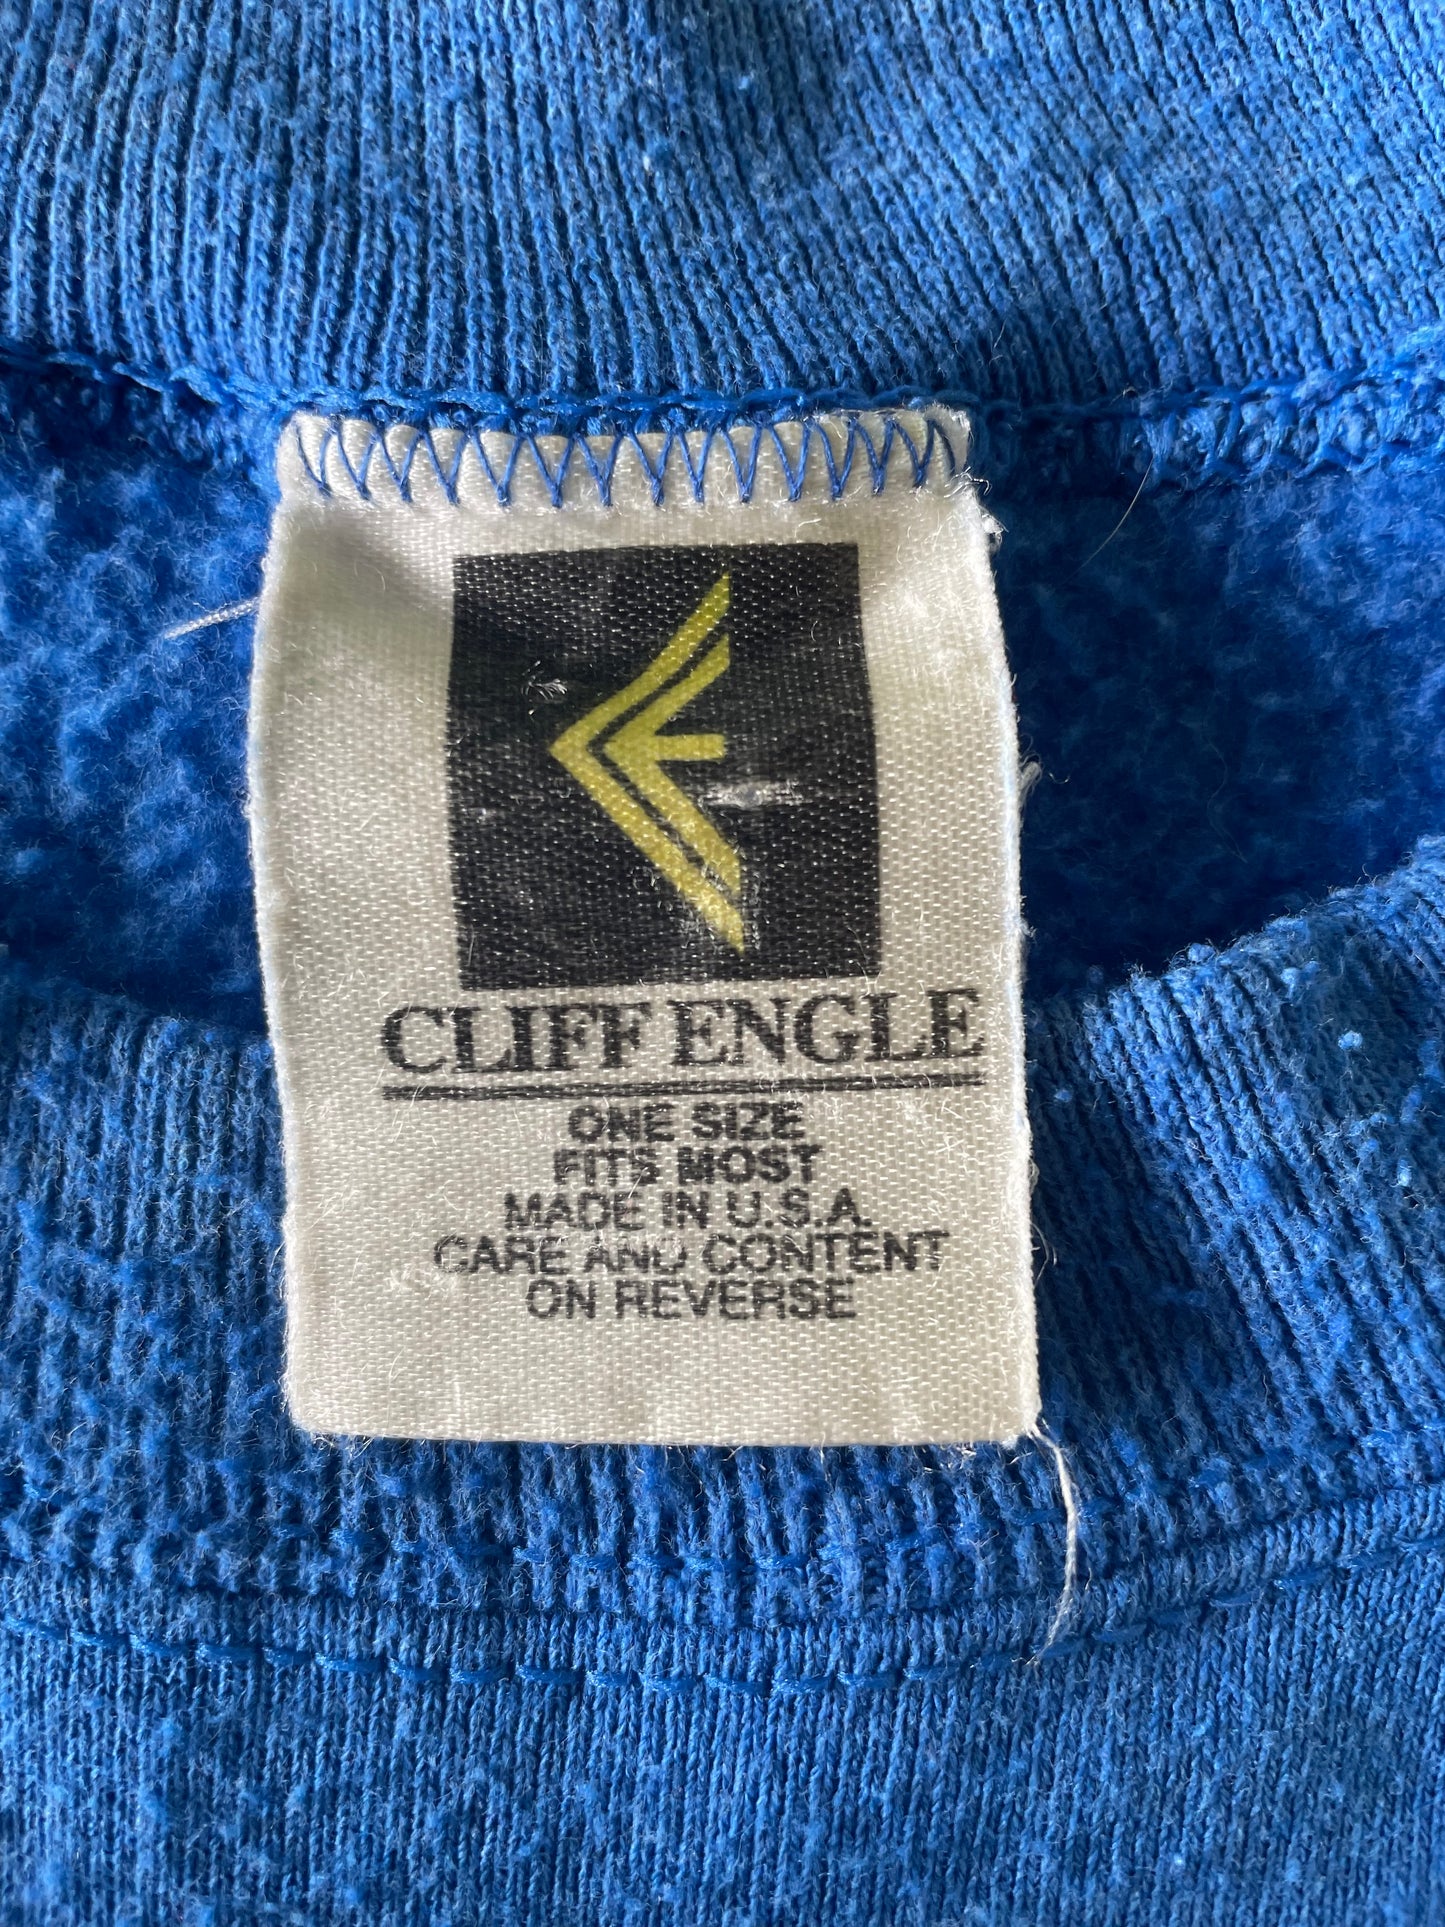 CLIFF ENGLE
ONE SIZE
FITS MOST
MADE IN U.S.A.
CARE AND CONTENT
ON REVERSE